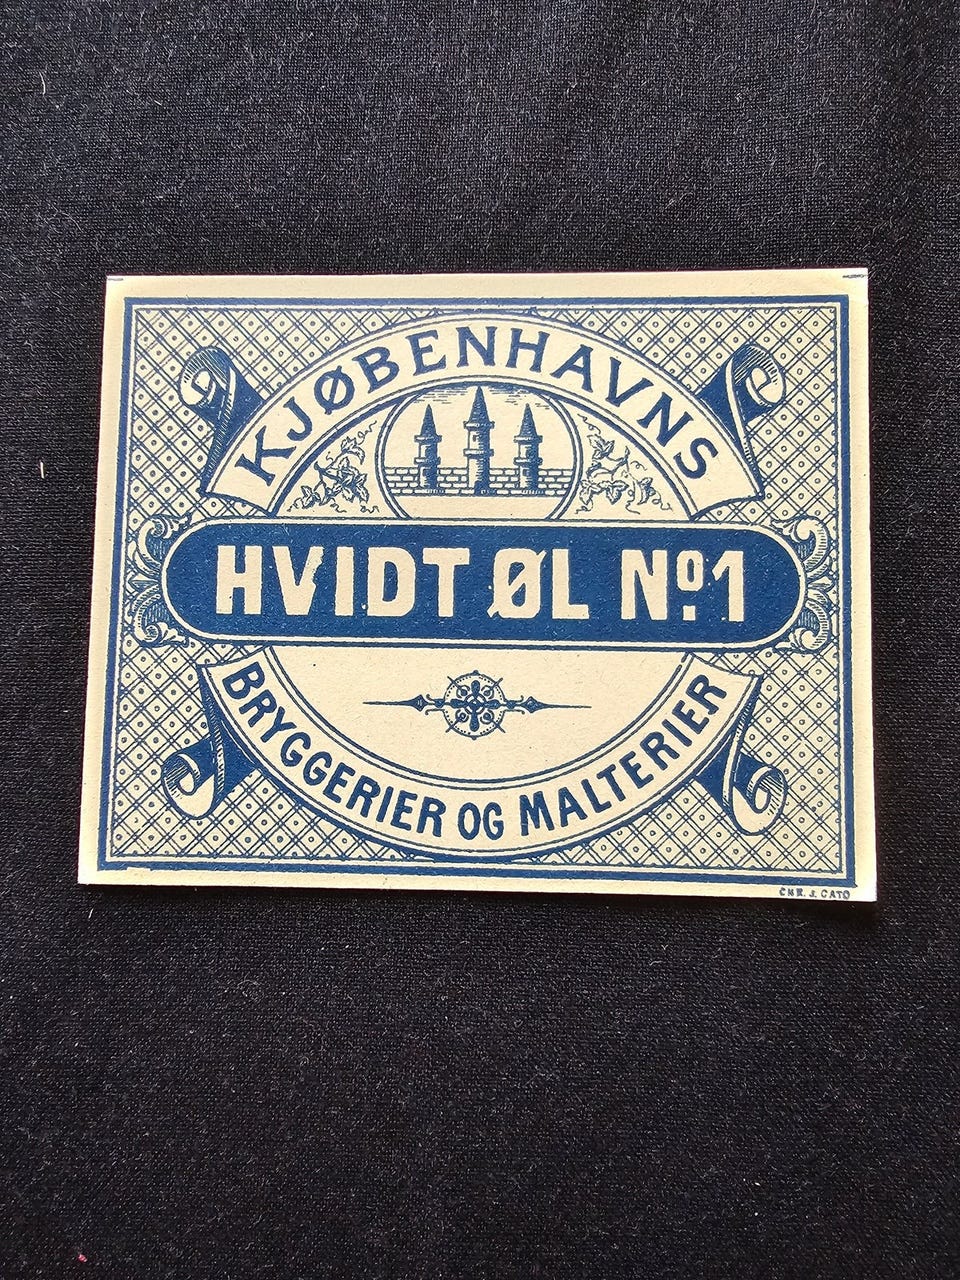 KJØBENHAVNS
HVIDT ØL Nº 1
BRYGGERIER OG MALTERIER
CHR. J. CATO